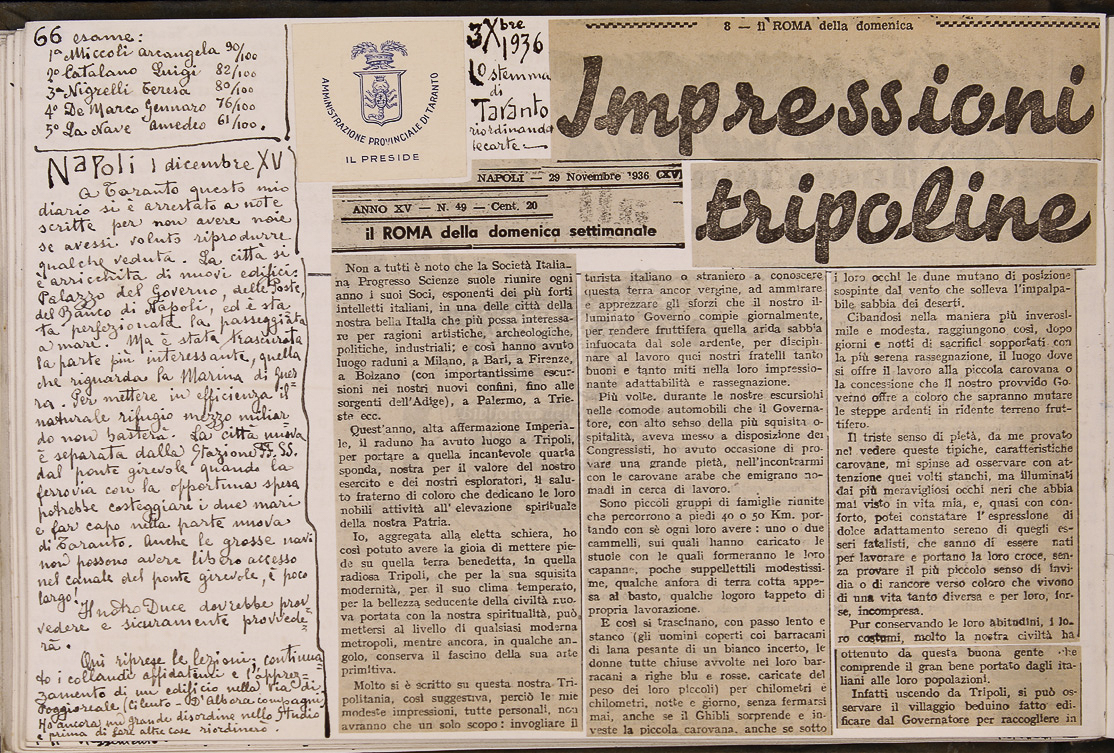 66 esame:
1ª Miccoli arcangela 90/100
2º Catalano Luigi 82/100
3ª Nigrelli Teresa 80/100
4º De Marco Gennaro 76/100
5º La Nave Amedeo 61/100.
Napoli 1 dicembre XV
A Taranto questo mio
diario si è arrestato a note
scritte per non avere noie
se avessi voluto riprodurre
qualche veduta. La città si
è arricchita di nuovi edifici:
Palazzo del Governo, delle Poste,
del Banco di Napoli, ed è sta-
ta perfezionata la passeggiata
a mare. Ma è stata trascurata
la parte più interessante, quella
che riguarda la Marina di Guer
ra. Per mettere in efficienza il
naturale rifugio mezzo miliar
do non basterà. La città nuova
è separata dalla Stazione FF. SS.
dal ponte girevole quando la
ferrovia con la opportuna spesa
potrebbe costeggiare i due mari
e far capo nella parte nuova
di Taranto. Anche le grosse navi
non possono avere libero accesso
nel canale del ponte girevole, è poco
largo!
Il nostro Duce dovrebbe prov
vedere e sicuramente provvede-
rà.
Qui riprese le lezioni; continua
to i collaudi affidatimi e l'apprez
zamento di un edificio nella Via di
Poggioreale (Cilento - D'Albora compagni)
Ho ancora un grande disordine nello Studio
e prima di fare altre case riordinero.
AMMINISTRAZIONE PROVINCIALE DI TARANTO
IL PRESIDE
3 Xbre
1936
Lo stemma
di
Taranto
riordinando
le carte
8 — il ROMA della domenica
Impressioni
tripoline
NAPOLI — 29 Novembre 1936 (XV)
ANNO XV — N. 49 — Cent. 20
il ROMA della domenica settimanale
Non a tutti è noto che la Società Italia-
na Progresso Scienze suole riunire ogni
anno i suoi Soci, esponenti dei più forti
intelletti italiani, in una delle città della
nostra bella Italia che più possa interessa-
re per ragioni artistiche, archeologiche,
politiche, industriali; e così hanno avuto
luogo raduni a Milano, a Bari, a Firenze,
a Bolzano (con importantissime escur-
sioni nei nostri nuovi confini, fino alle
sorgenti dell'Adige), a Palermo, a Trie-
ste ecc.
Quest'anno, alta affermazione Imperia-
le, il raduno ha avuto luogo a Tripoli,
per portare a quella incantevole quarta
sponda, nostra per il valore del nostro
esercito e dei nostri esploratori, il salu-
to fraterno di coloro che dedicano le loro
nobili attività all'elevazione spirituale
della nostra Patria.
Io, aggregata alla eletta schiera, ho
così potuto avere la gioia di mettere pie-
de su quella terra benedetta, in quella
radiosa Tripoli, che per la sua squisita
modernità, per il suo clima temperato,
per la bellezza seducente della civiltà nuo-
va portata con la nostra spiritualità, può
mettersi al livello di qualsiasi moderna
metropoli, mentre ancora, in qualche an-
golo, conserva il fascino della sua arte
primitiva.
Molto si è scritto su questa nostra Tri-
politania, così suggestiva, perciò le mie
modeste impressioni, tutte personali, non
avranno che un solo scopo: invogliare il
turista italiano o straniero a conoscere
questa terra ancor vergine, ad ammirare
e apprezzare gli sforzi che il nostro il-
luminato Governo compie giornalmente,
per rendere fruttifera quella arida sabbia
infuocata dal sole ardente, per discipli-
nare al lavoro quei nostri fratelli tanto
buoni e tanto miti nella loro impressio-
nante adattabilità e rassegnazione.
Più volte, durante le nostre escursioni
nelle comode automobili che il Governa-
tore, con alto senso della più squisita o-
spitalità, aveva messo a disposizione dei
Congressisti, ho avuto occasione di pro-
vare una grande pietà, nell'incontrarmi
con le carovane arabe che emigrano no-
madi in cerca di lavoro.
Sono piccoli gruppi di famiglie riunite
che percorrono a piedi 40 o 50 Km. por-
tando con sè ogni loro avere: uno o due
cammelli, sui quali hanno caricato le
stuole con le quali formeranno le loro
capanne, poche suppellettili modestissi-
me, qualche anfora di terra cotta appe-
sa al basto, qualche logoro tappeto di
propria lavorazione.
E così si trascinano, con passo lento e
stanco (gli uomini coperti coi barracani
di lana pesante di un bianco incerto, le
donne tutte chiuse avvolte nei loro bar-
racani a righe blu e rosse, caricate del
peso dei loro piccoli) per chilometri e
chilometri, notte e giorno, senza fermarsi
mai, anche se il Ghibli sorprende e in-
veste la piccola carovana, anche se sotto
i loro occhi le dune mutano di posizione
sospinte dal vento che solleva l'impalpa-
bile sabbia dei deserti.
Cibandosi nella maniera più inverosi-
mile e modesta, raggiungono così, dopo
giorni e notti di sacrifici sopportati con
la più serena rassegnazione, il luogo dove
si offre il lavoro alla piccola carovana o
la concessione che il nostro provvido Go-
verno offre a coloro che sapranno mutare
le steppe ardenti in ridente terreno frut-
tifero.
Il triste senso di pietà, da me provato
nel vedere queste tipiche, caratteristiche
carovane, mi spinse ad osservare con at-
tenzione quei volti stanchi, ma illuminati
dai più meravigliosi occhi neri che abbia
mai visto in vita mia, e, quasi con con-
forto, potei constatare l'espressione di
dolce adattamento sereno di quegli es-
seri fatalisti, che sanno di essere nati
per lavorare e portano la loro croce, sen-
za provare il più piccolo senso di invi-
dia o di rancore verso coloro che vivono
di una vita tanto diversa e per loro, for-
se, incompresa.
Pur conservando le loro abitudini, i lo-
ro costumi, molto la nostra civiltà ha
ottenuto da questa buona gente che
comprende il gran bene portato dagli ita-
liani alle loro popolazioni.
Infatti uscendo da Tripoli, si può os-
servare il villaggio beduino fatto edi-
ficare dal Governatore per raccogliere in